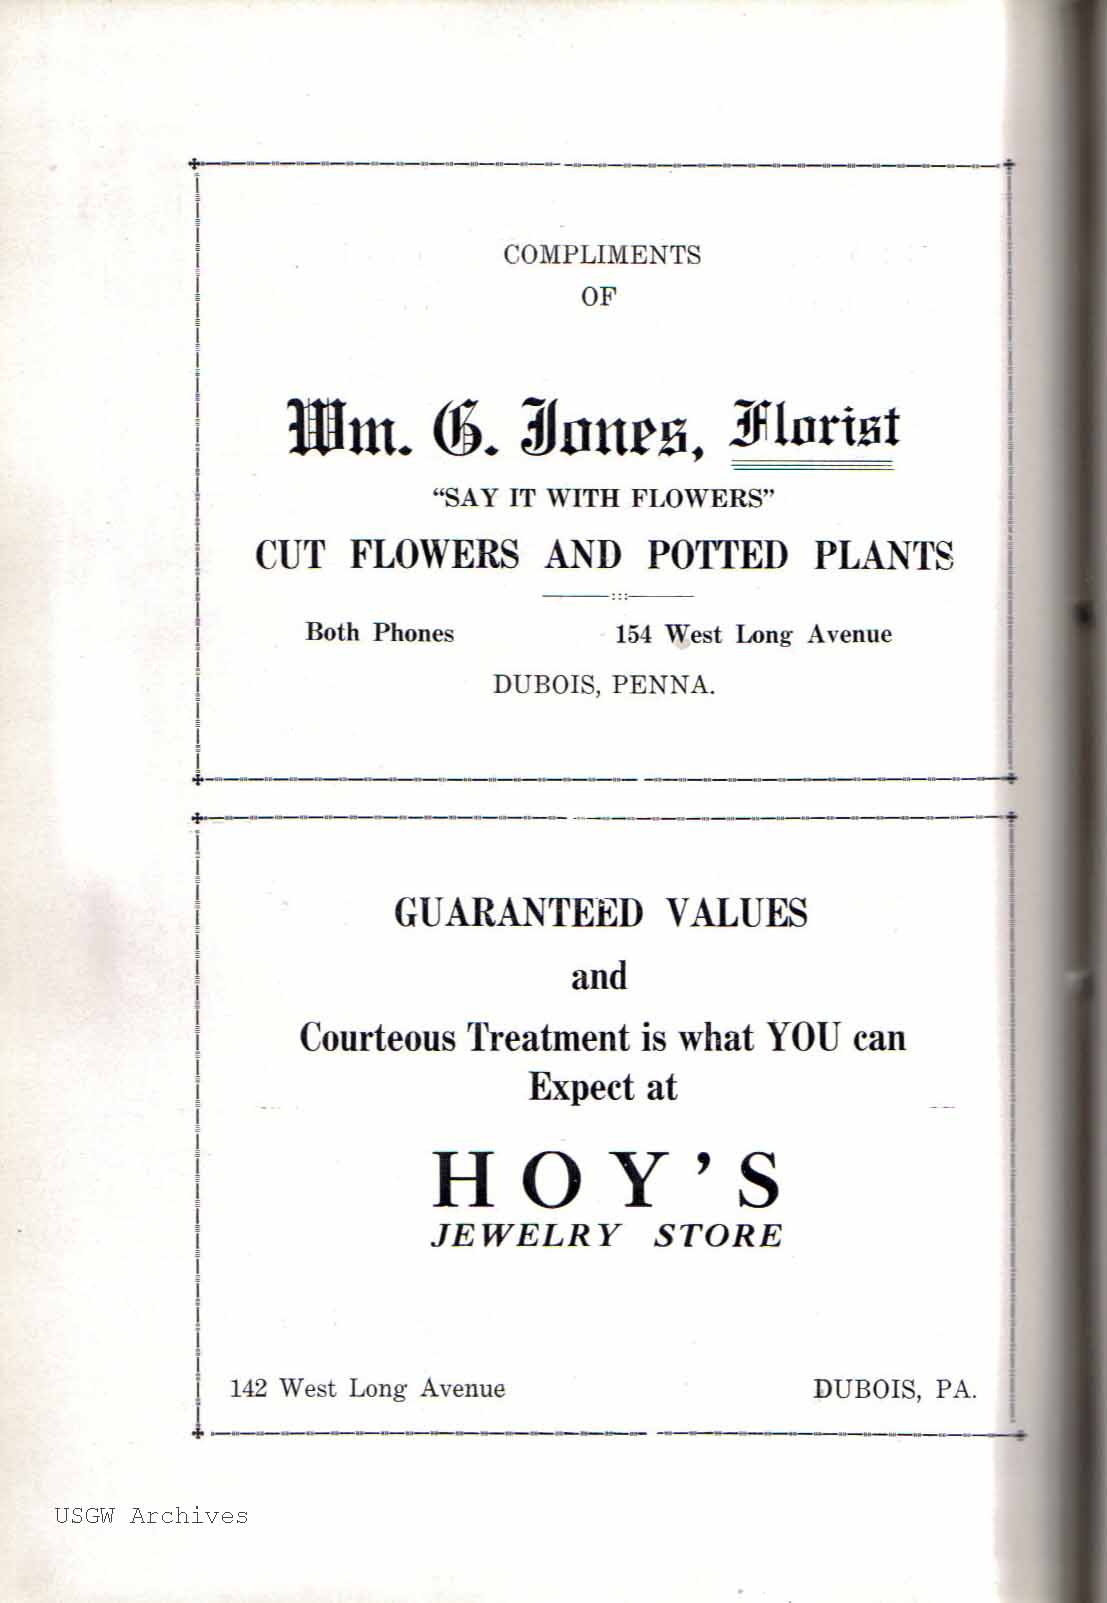 COMPLIMENTS
OF
Wm. G. Jones, Florist
“SAY IT WITH FLOWERS”
CUT FLOWERS AND POTTED PLANTS
Both Phones 154 West Long Avenue
DUBOIS, PENNA.
GUARANTEED VALUES
and
Courteous Treatment is what YOU can
Expect at
HOY'S
JEWELRY STORE
142 West Long Avenue DUBOIS, PA.
USGW Archives